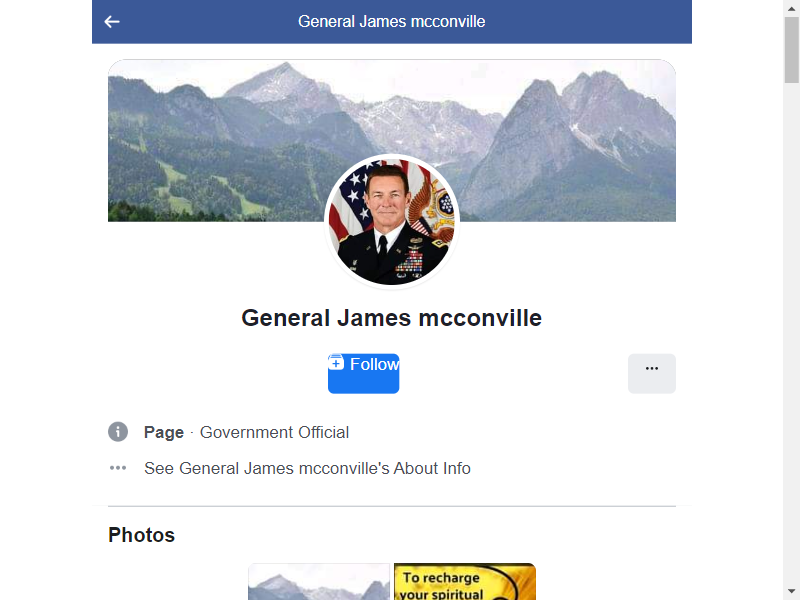 General James mcconville
General James mcconville
Follow
Page · Government Official
See General James mcconville's About Info
Photos
To recharge
your spiritual